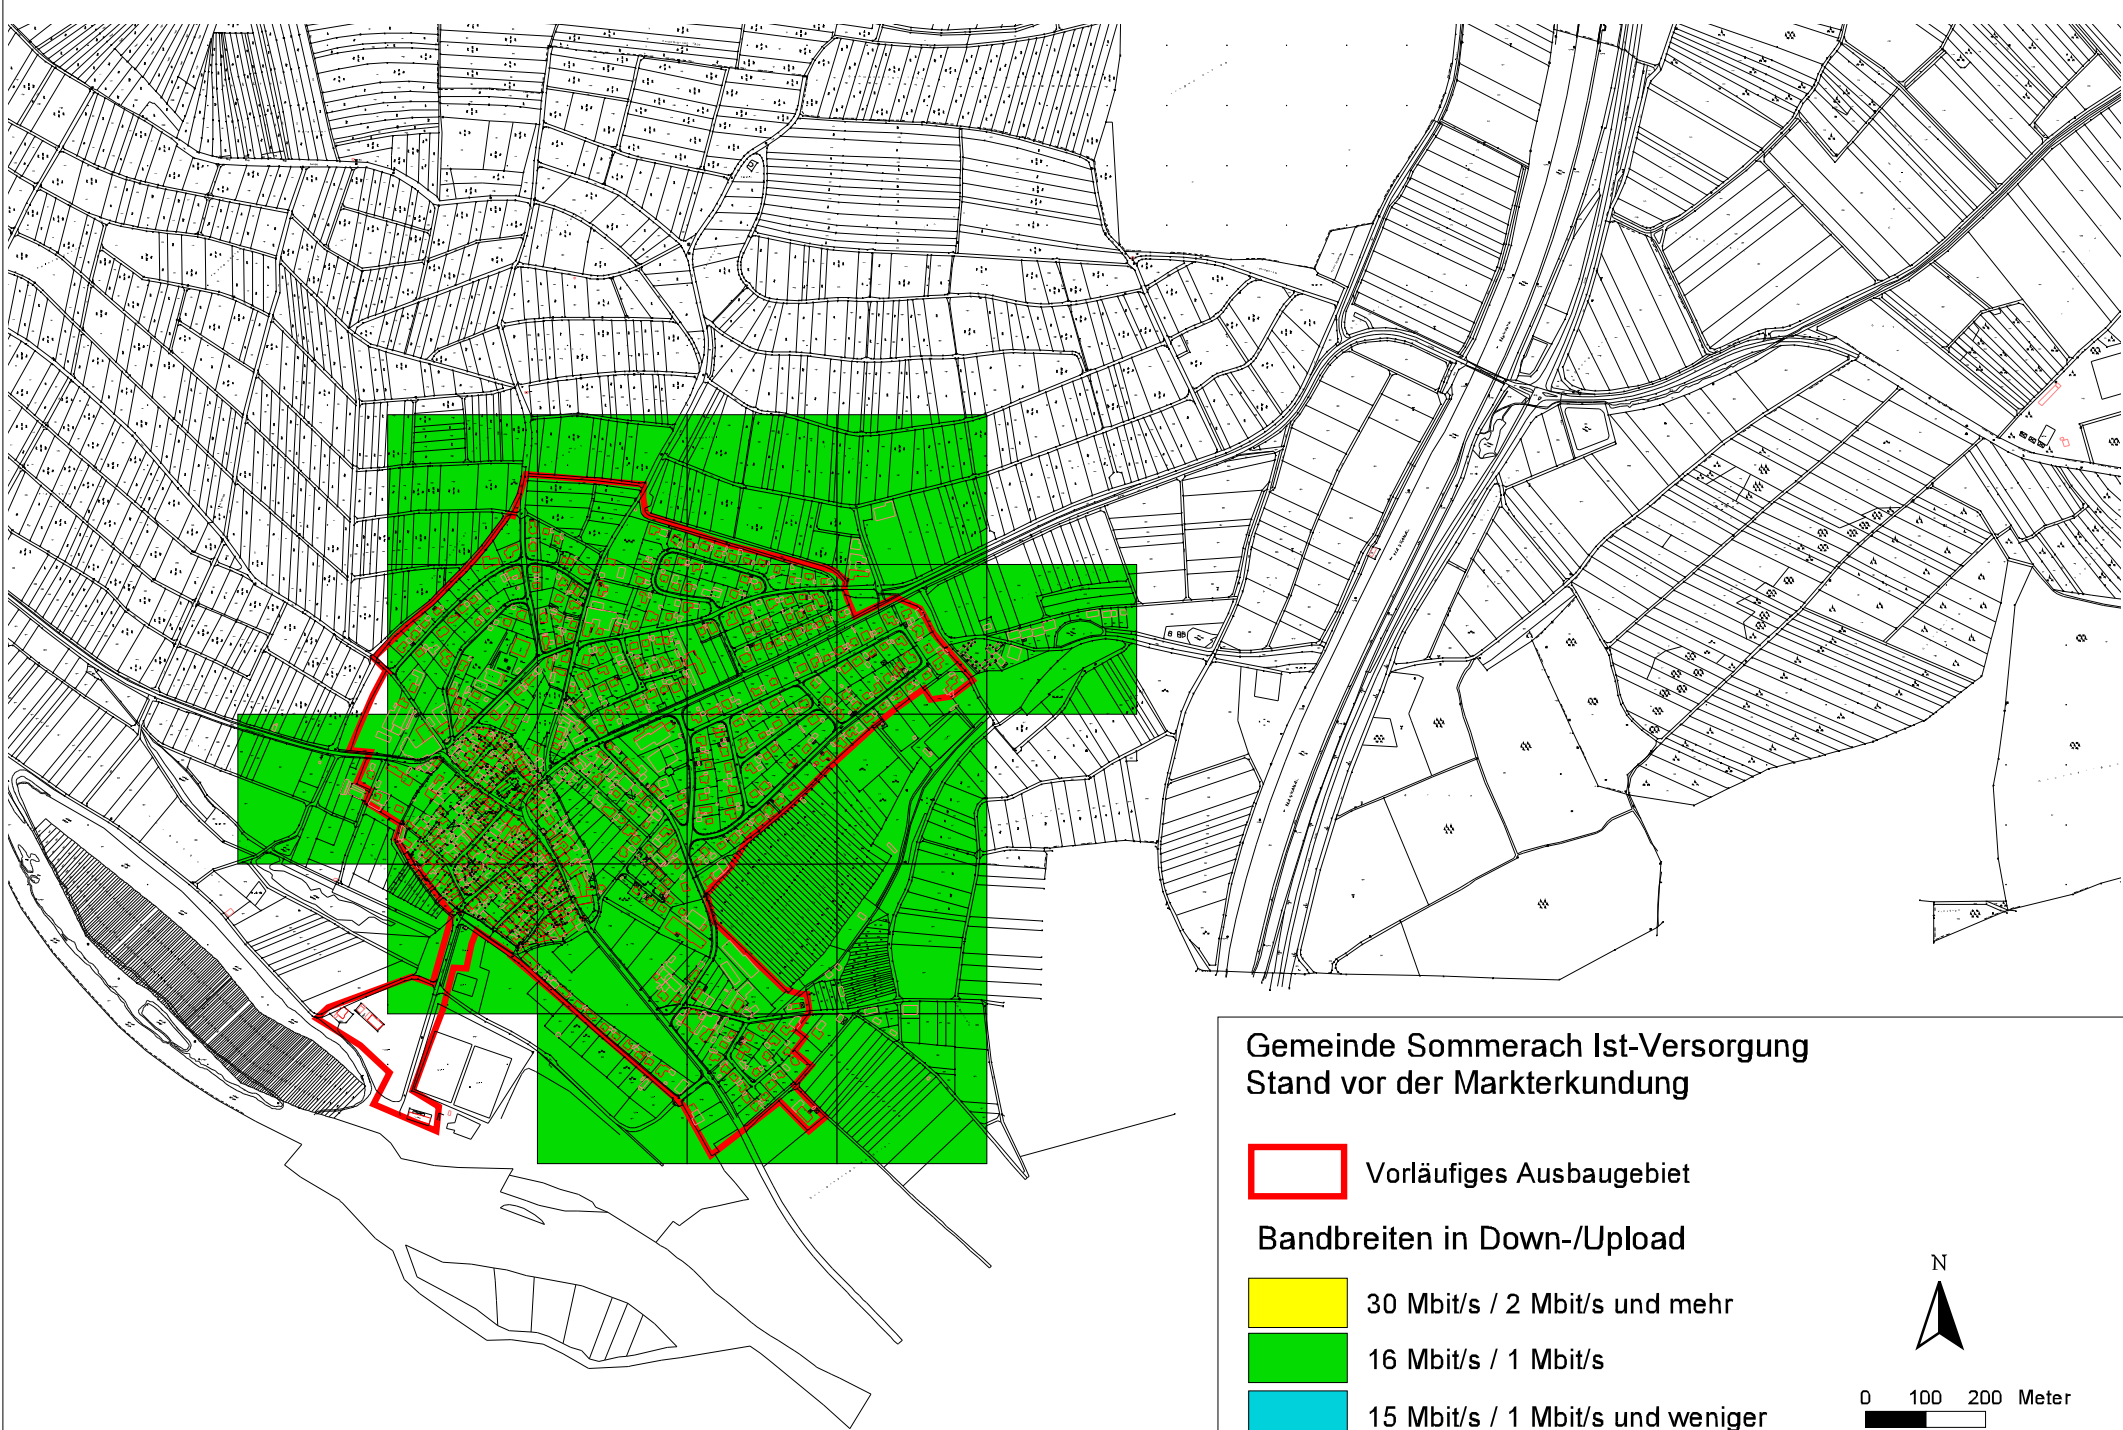 Gemeinde Sommerach Ist-Versorgung
Stand vor der Markterkundung
Vorläufiges Ausbaugebiet
Bandbreiten in Down-/Upload
30 Mbit/s / 2 Mbit/s und mehr
16 Mbit/s / 1 Mbit/s
15 Mbit/s / 1 Mbit/s und weniger
N
0 100 200 Meter